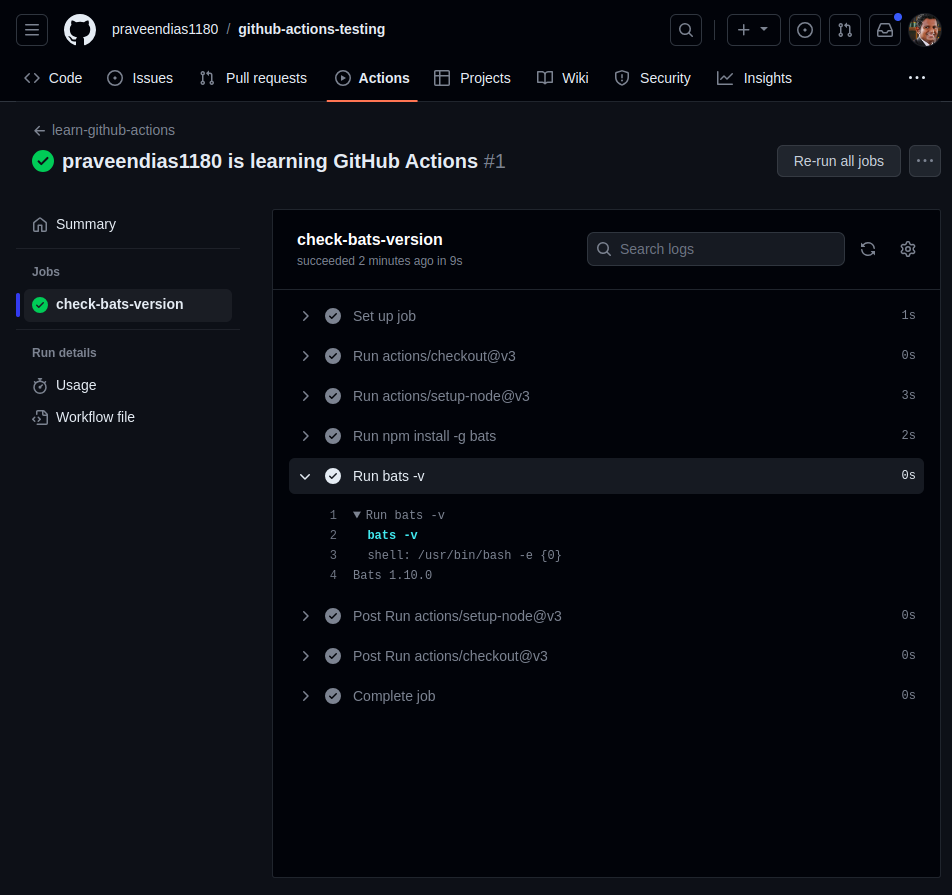 praveendias1180 / github-actions-testing
Code Issues Pull requests Actions Projects Wiki Security Insights
learn-github-actions
praveendias1180 is learning GitHub Actions #1
Re-run all jobs
Summary
Jobs
check-bats-version
Run details
Usage
Workflow file
check-bats-version
succeeded 2 minutes ago in 9s
Search logs
Set up job 1s
Run actions/checkout@v3 0s
Run actions/setup-node@v3 3s
Run npm install -g bats 2s
Run bats -v 0s
1 Run bats -v
2 bats -v
3 shell: /usr/bin/bash -e {0}
4 Bats 1.10.0
Post Run actions/setup-node@v3 0s
Post Run actions/checkout@v3 0s
Complete job 0s